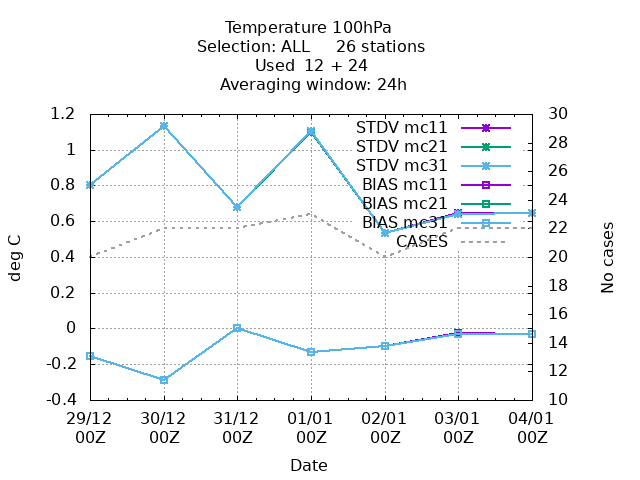 Temperature 100hPa
Selection: ALL     26 stations
Used  12 + 24
Averaging window: 24h
1.2
1
0.8
0.6
0.4
0.2
0
-0.2
-0.4
deg C
30
28
26
24
22
20
18
16
14
12
10
No cases
STDV mc11
STDV mc21
STDV mc31
BIAS mc11
BIAS mc21
BIAS mc31
CASES
29/12 30/12 31/12 01/01 02/01 03/01 04/01
00Z 00Z 00Z 00Z 00Z 00Z 00Z
Date